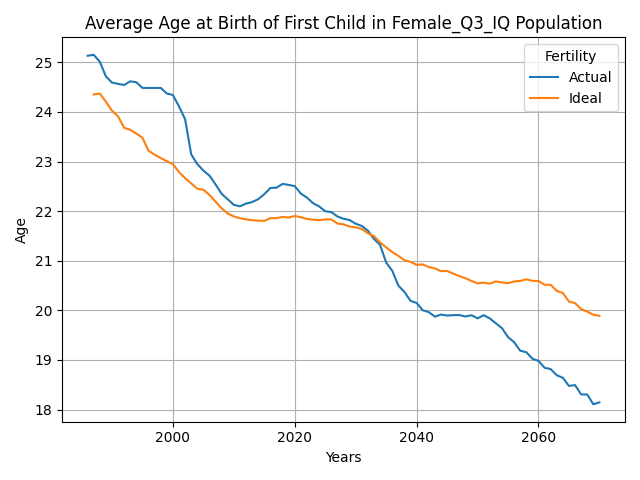 Average Age at Birth of First Child in Female_Q3_IQ Population
Fertility
Actual
Ideal
Age
25
24
23
22
21
20
19
18
2000
2020
2040
2060
Years